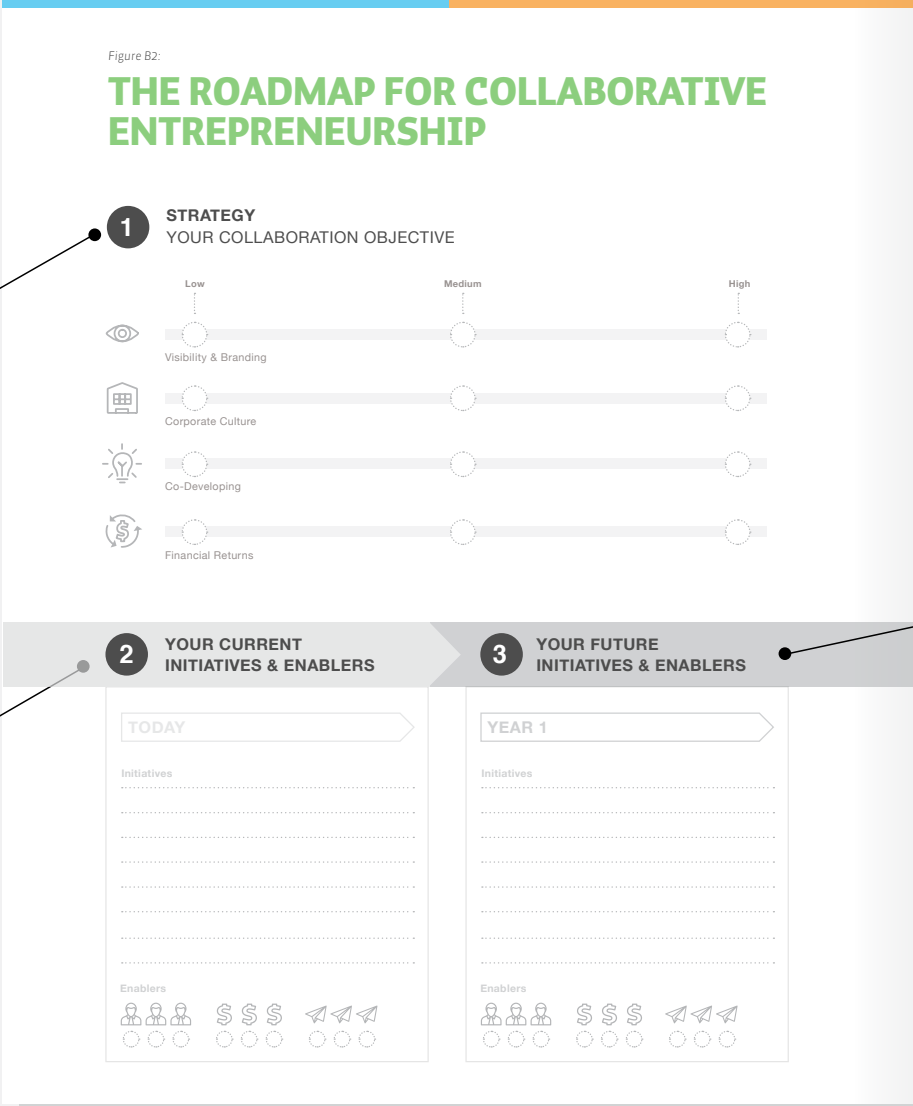 Figure B2:
THE ROADMAP FOR COLLABORATIVE
ENTREPRENEURSHIP
1
STRATEGY
YOUR COLLABORATION OBJECTIVE
Low Medium High
Visibility & Branding
Corporate Culture
Co-Developing
Financial Returns
2
YOUR CURRENT
INITIATIVES & ENABLERS
3
YOUR FUTURE
INITIATIVES & ENABLERS
TODAY
Initiatives
Enablers
$ $ $
YEAR 1
Initiatives
Enablers
$ $ $